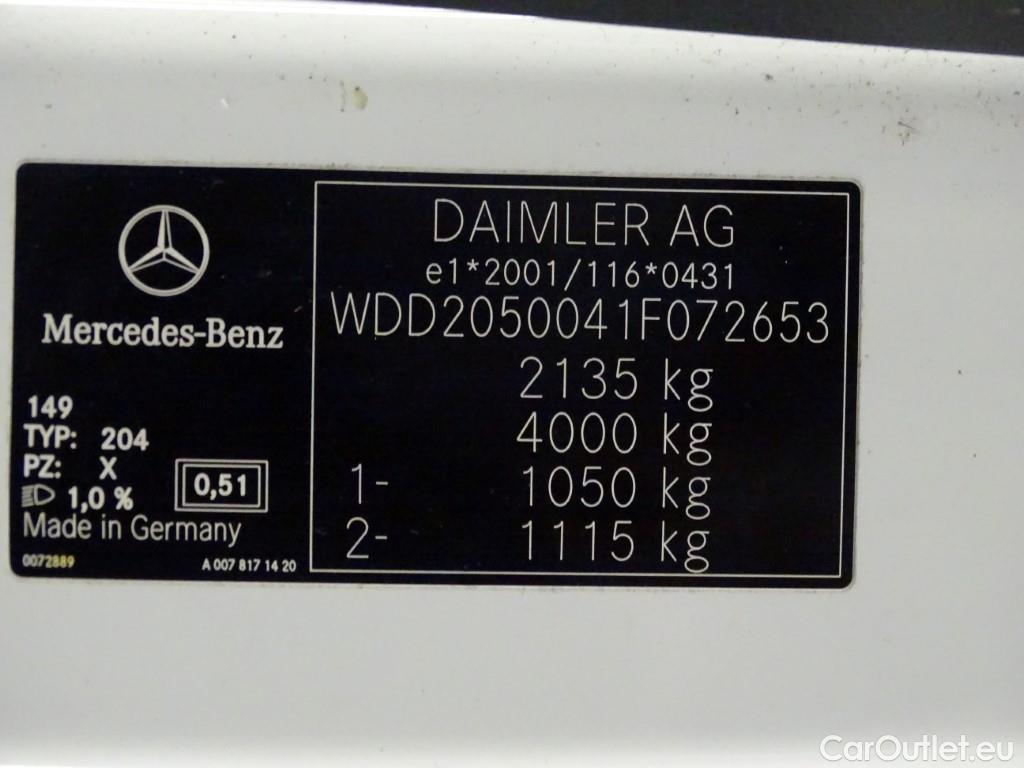 Mercedes-Benz
149
TYP: 204
PZ: X
1,0 %
0,51
Made in Germany
0072889
A 007 817 14 20
DAIMLER AG
e1*2001/116*0431
WDD2050041F072653
2135 kg
4000 kg
1- 1050 kg
2- 1115 kg
CarOutlet.eu